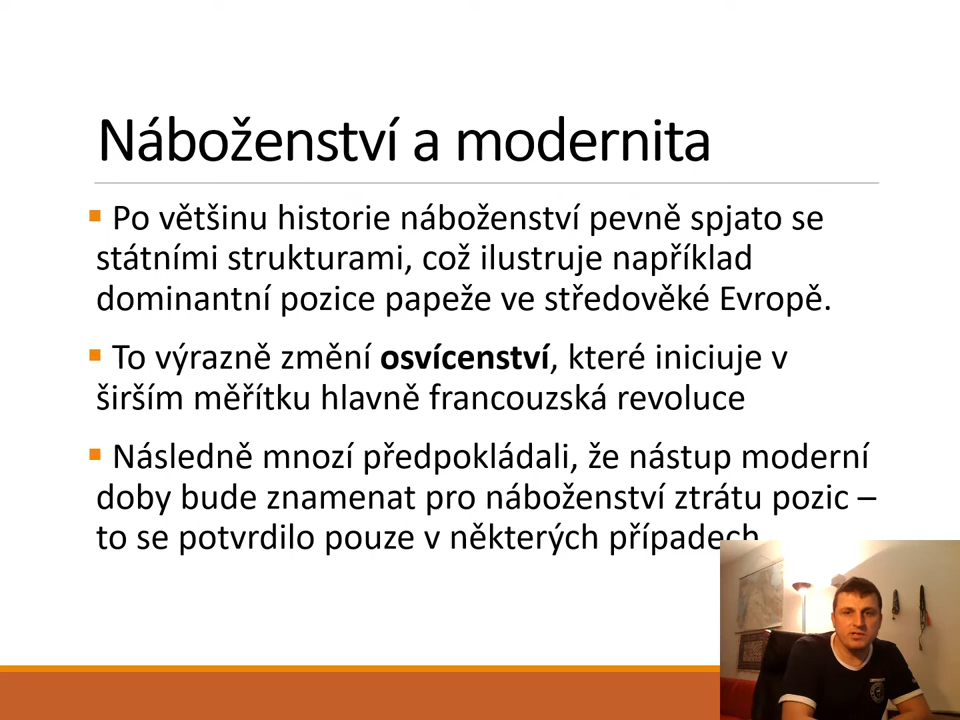 Náboženství a modernita
Po většinu historie náboženství pevně spjato se
státními strukturami, což ilustruje například
dominantní pozice papeže ve středověké Evropě.
To výrazně změní osvícenství, které iniciuje v
širším měřítku hlavně francouzská revoluce
Následně mnozí předpokládali, že nástup moderní
doby bude znamenat pro náboženství ztrátu pozic –
to se potvrdilo pouze v některých případech